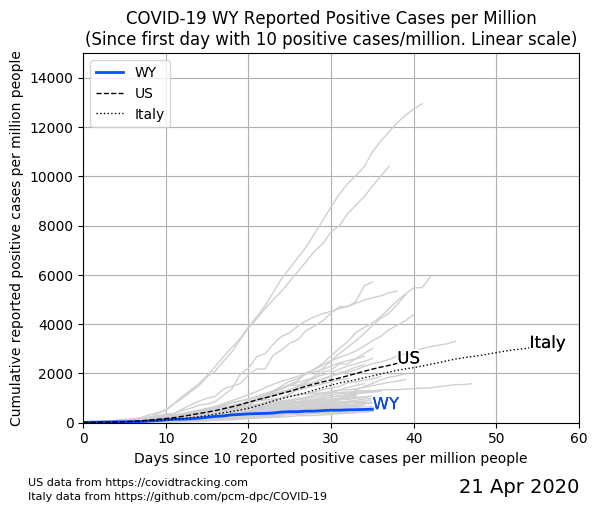 COVID-19 WY Reported Positive Cases per Million
(Since first day with 10 positive cases/million. Linear scale)
Cumulative reported positive cases per million people
14000
12000
10000
8000
6000
4000
2000
0
WY
US
Italy
Italy
US
WY
0 10 20 30 40 50 60
Days since 10 reported positive cases per million people
US data from https://covidtracking.com
Italy data from https://github.com/pcm-dpc/COVID-19
21 Apr 2020